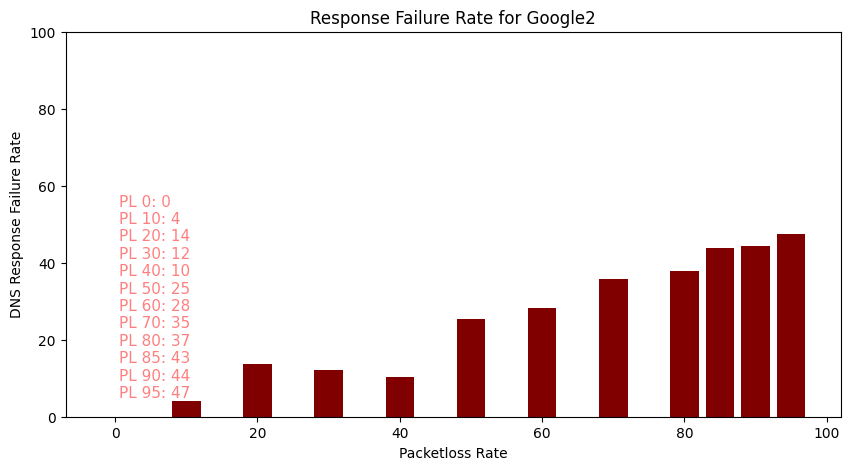 Response Failure Rate for Google2
100
80
60
40
20
0
DNS Response Failure Rate
PL 0: 0
PL 10: 4
PL 20: 14
PL 30: 12
PL 40: 10
PL 50: 25
PL 60: 28
PL 70: 35
PL 80: 37
PL 85: 43
PL 90: 44
PL 95: 47
0 20 40 60 80 100
Packetloss Rate